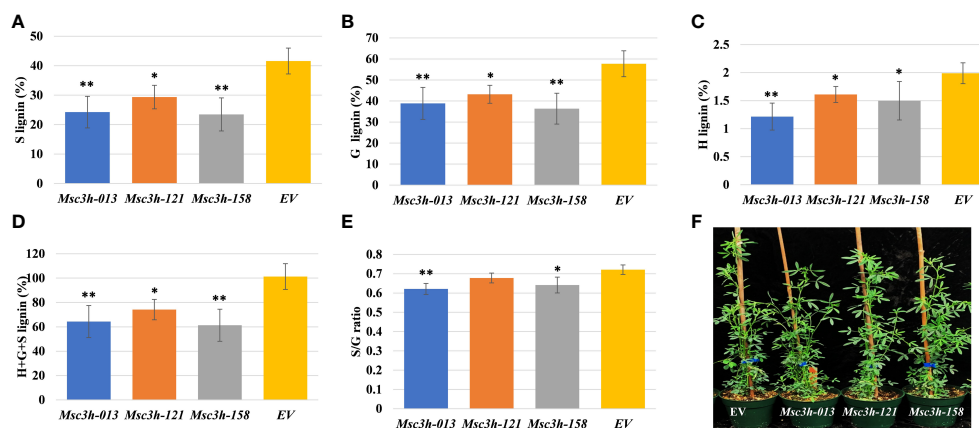 A
S lignin (%)
50
40
30
20
10
0
**
*
**
Msc3h-013 Msc3h-121 Msc3h-158 EV
B
G lignin (%)
70
60
50
40
30
20
10
0
**
*
**
Msc3h-013 Msc3h-121 Msc3h-158 EV
C
H lignin (%)
2.5
2
1.5
1
0.5
0
**
*
*
Msc3h-013 Msc3h-121 Msc3h-158 EV
D
H+G+S lignin (%)
120
100
80
60
40
20
0
**
*
**
Msc3h-013 Msc3h-121 Msc3h-158 EV
E
S/G ratio
0.8
0.7
0.6
0.5
0.4
0.3
0.2
0.1
0
**
*
Msc3h-013 Msc3h-121 Msc3h-158 EV
F
EV Msc3h-013 Msc3h-121 Msc3h-158